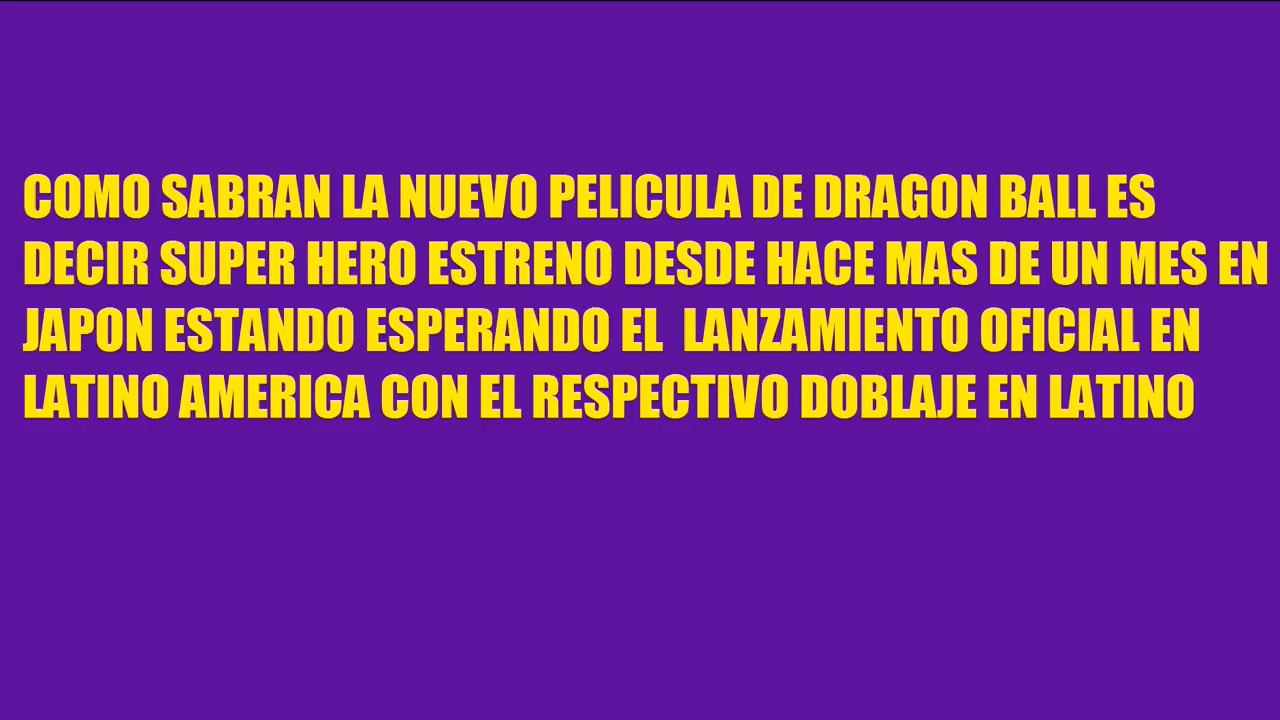 COMO SABRAN LA NUEVO PELICULA DE DRAGON BALL ES
DECIR SUPER HERO ESTRENO DESDE HACE MAS DE UN MES EN
JAPON ESTANDO ESPERANDO EL LANZAMIENTO OFICIAL EN
LATINO AMERICA CON EL RESPECTIVO DOBLAJE EN LATINO